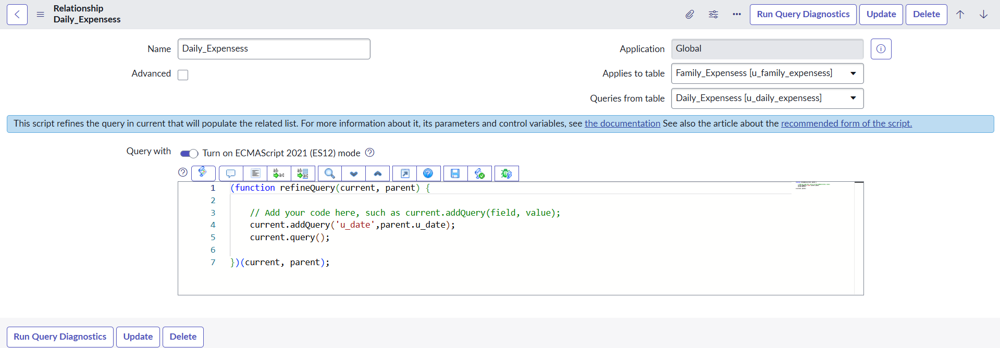 Relationship
Daily_Expensess
Run Query Diagnostics Update Delete
Name Daily_Expensess
Application Global
Advanced
Applies to table Family_Expensess [u_family_expensess]
Queries from table Daily_Expensess [u_daily_expensess]
This script refines the query in current that will populate the related list. For more information about it, its parameters and control variables, see the documentation See also the article about the recommended form of the script.
Query with Turn on ECMAScript 2021 (ES12) mode
1 (function refineQuery(current, parent) {
2
3 // Add your code here, such as current.addQuery(field, value);
4 current.addQuery('u_date',parent.u_date);
5 current.query();
6
7 })(current, parent);
Run Query Diagnostics Update Delete